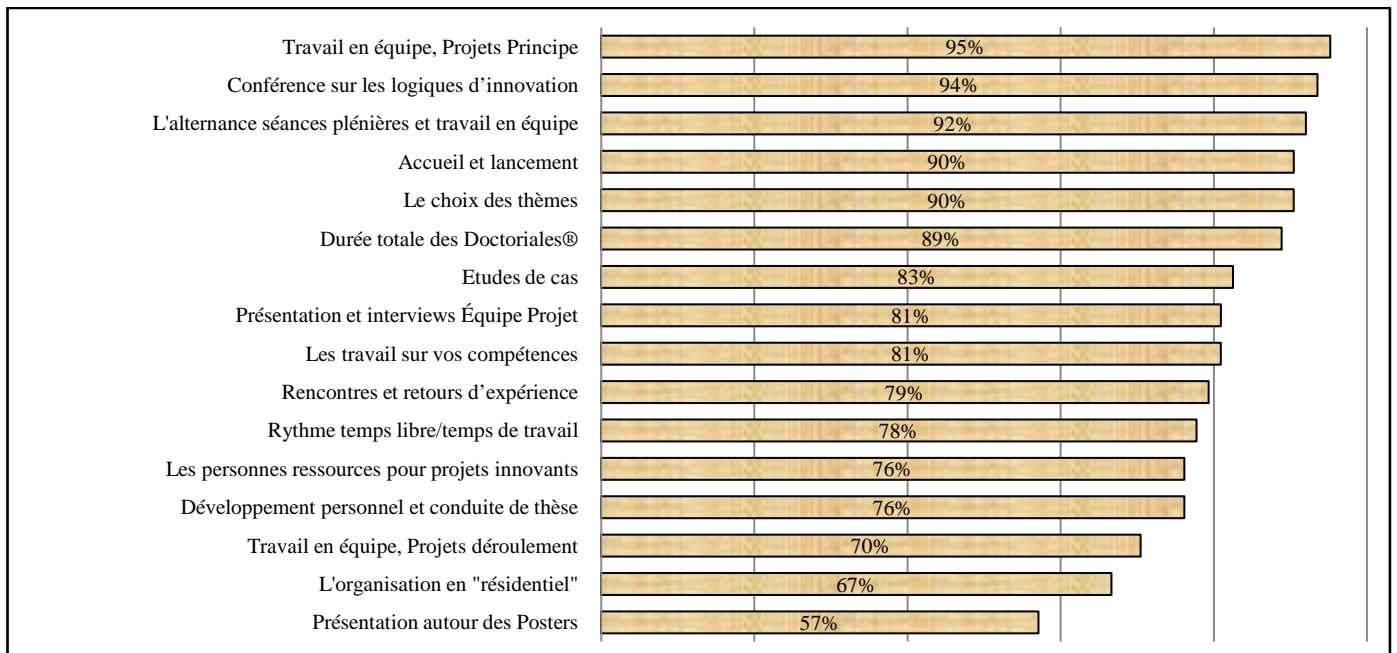 Travail en équipe, Projets Principe 95%
Conférence sur les logiques d’innovation 94%
L'alternance séances plénières et travail en équipe 92%
Accueil et lancement 90%
Le choix des thèmes 90%
Durée totale des Doctoriales® 89%
Etudes de cas 83%
Présentation et interviews Équipe Projet 81%
Les travail sur vos compétences 81%
Rencontres et retours d’expérience 79%
Rythme temps libre/temps de travail 78%
Les personnes ressources pour projets innovants 76%
Développement personnel et conduite de thèse 76%
Travail en équipe, Projets déroulement 70%
L'organisation en "résidentiel" 67%
Présentation autour des Posters 57%